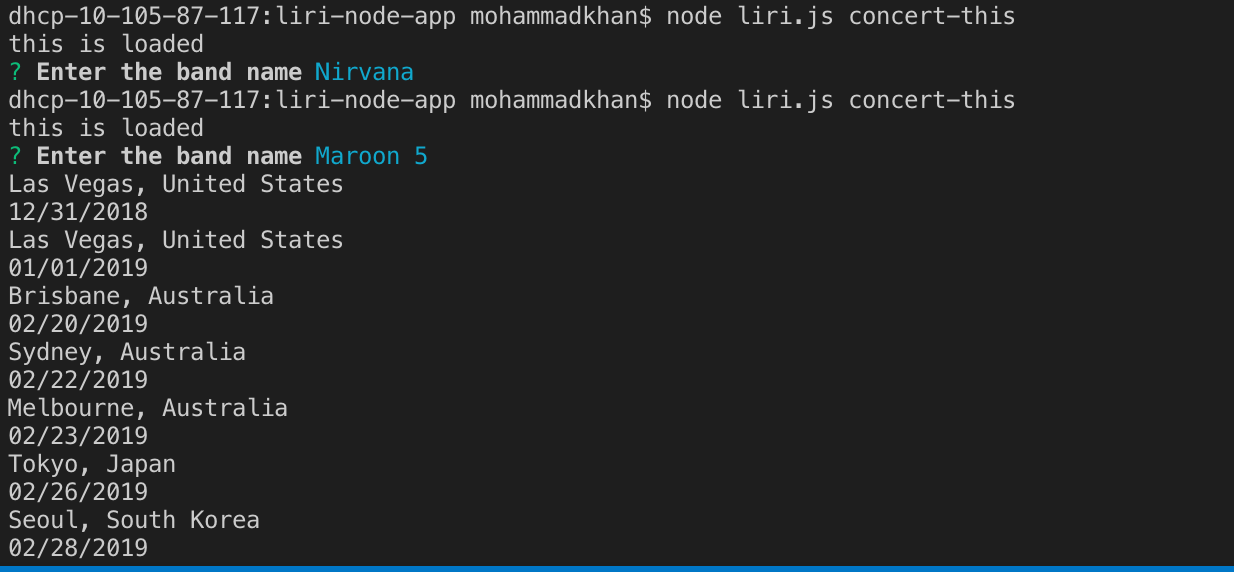 dhcp-10-105-87-117:liri-node-app mohammadkhan$ node liri.js concert-this
this is loaded
? Enter the band name Nirvana
dhcp-10-105-87-117:liri-node-app mohammadkhan$ node liri.js concert-this
this is loaded
? Enter the band name Maroon 5
Las Vegas, United States
12/31/2018
Las Vegas, United States
01/01/2019
Brisbane, Australia
02/20/2019
Sydney, Australia
02/22/2019
Melbourne, Australia
02/23/2019
Tokyo, Japan
02/26/2019
Seoul, South Korea
02/28/2019